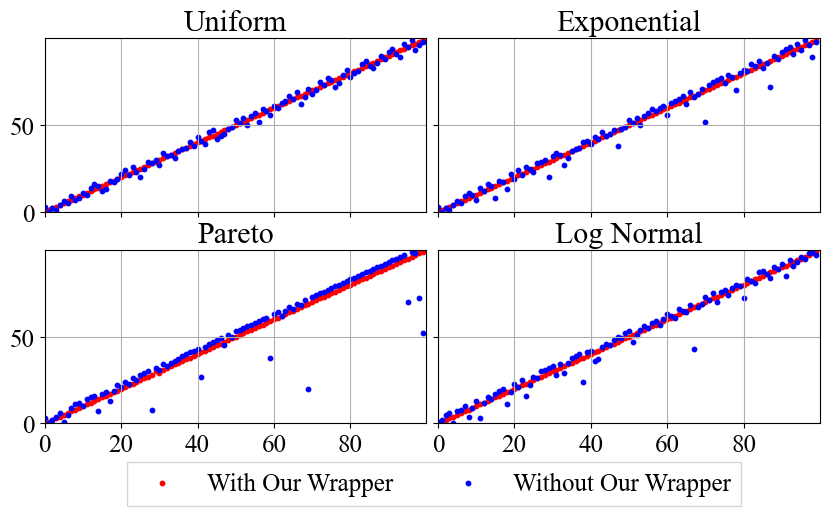 Uniform Exponential
50
0
Pareto Log Normal
50
0
0 20 40 60 80 0 20 40 60 80
With Our Wrapper Without Our Wrapper